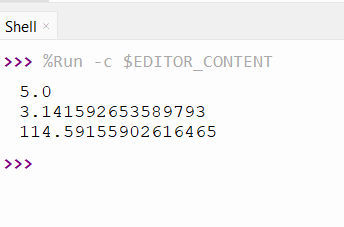 Shell ×
>>> %Run -c $EDITOR_CONTENT
5.0
3.141592653589793
114.59155902616465
>>>